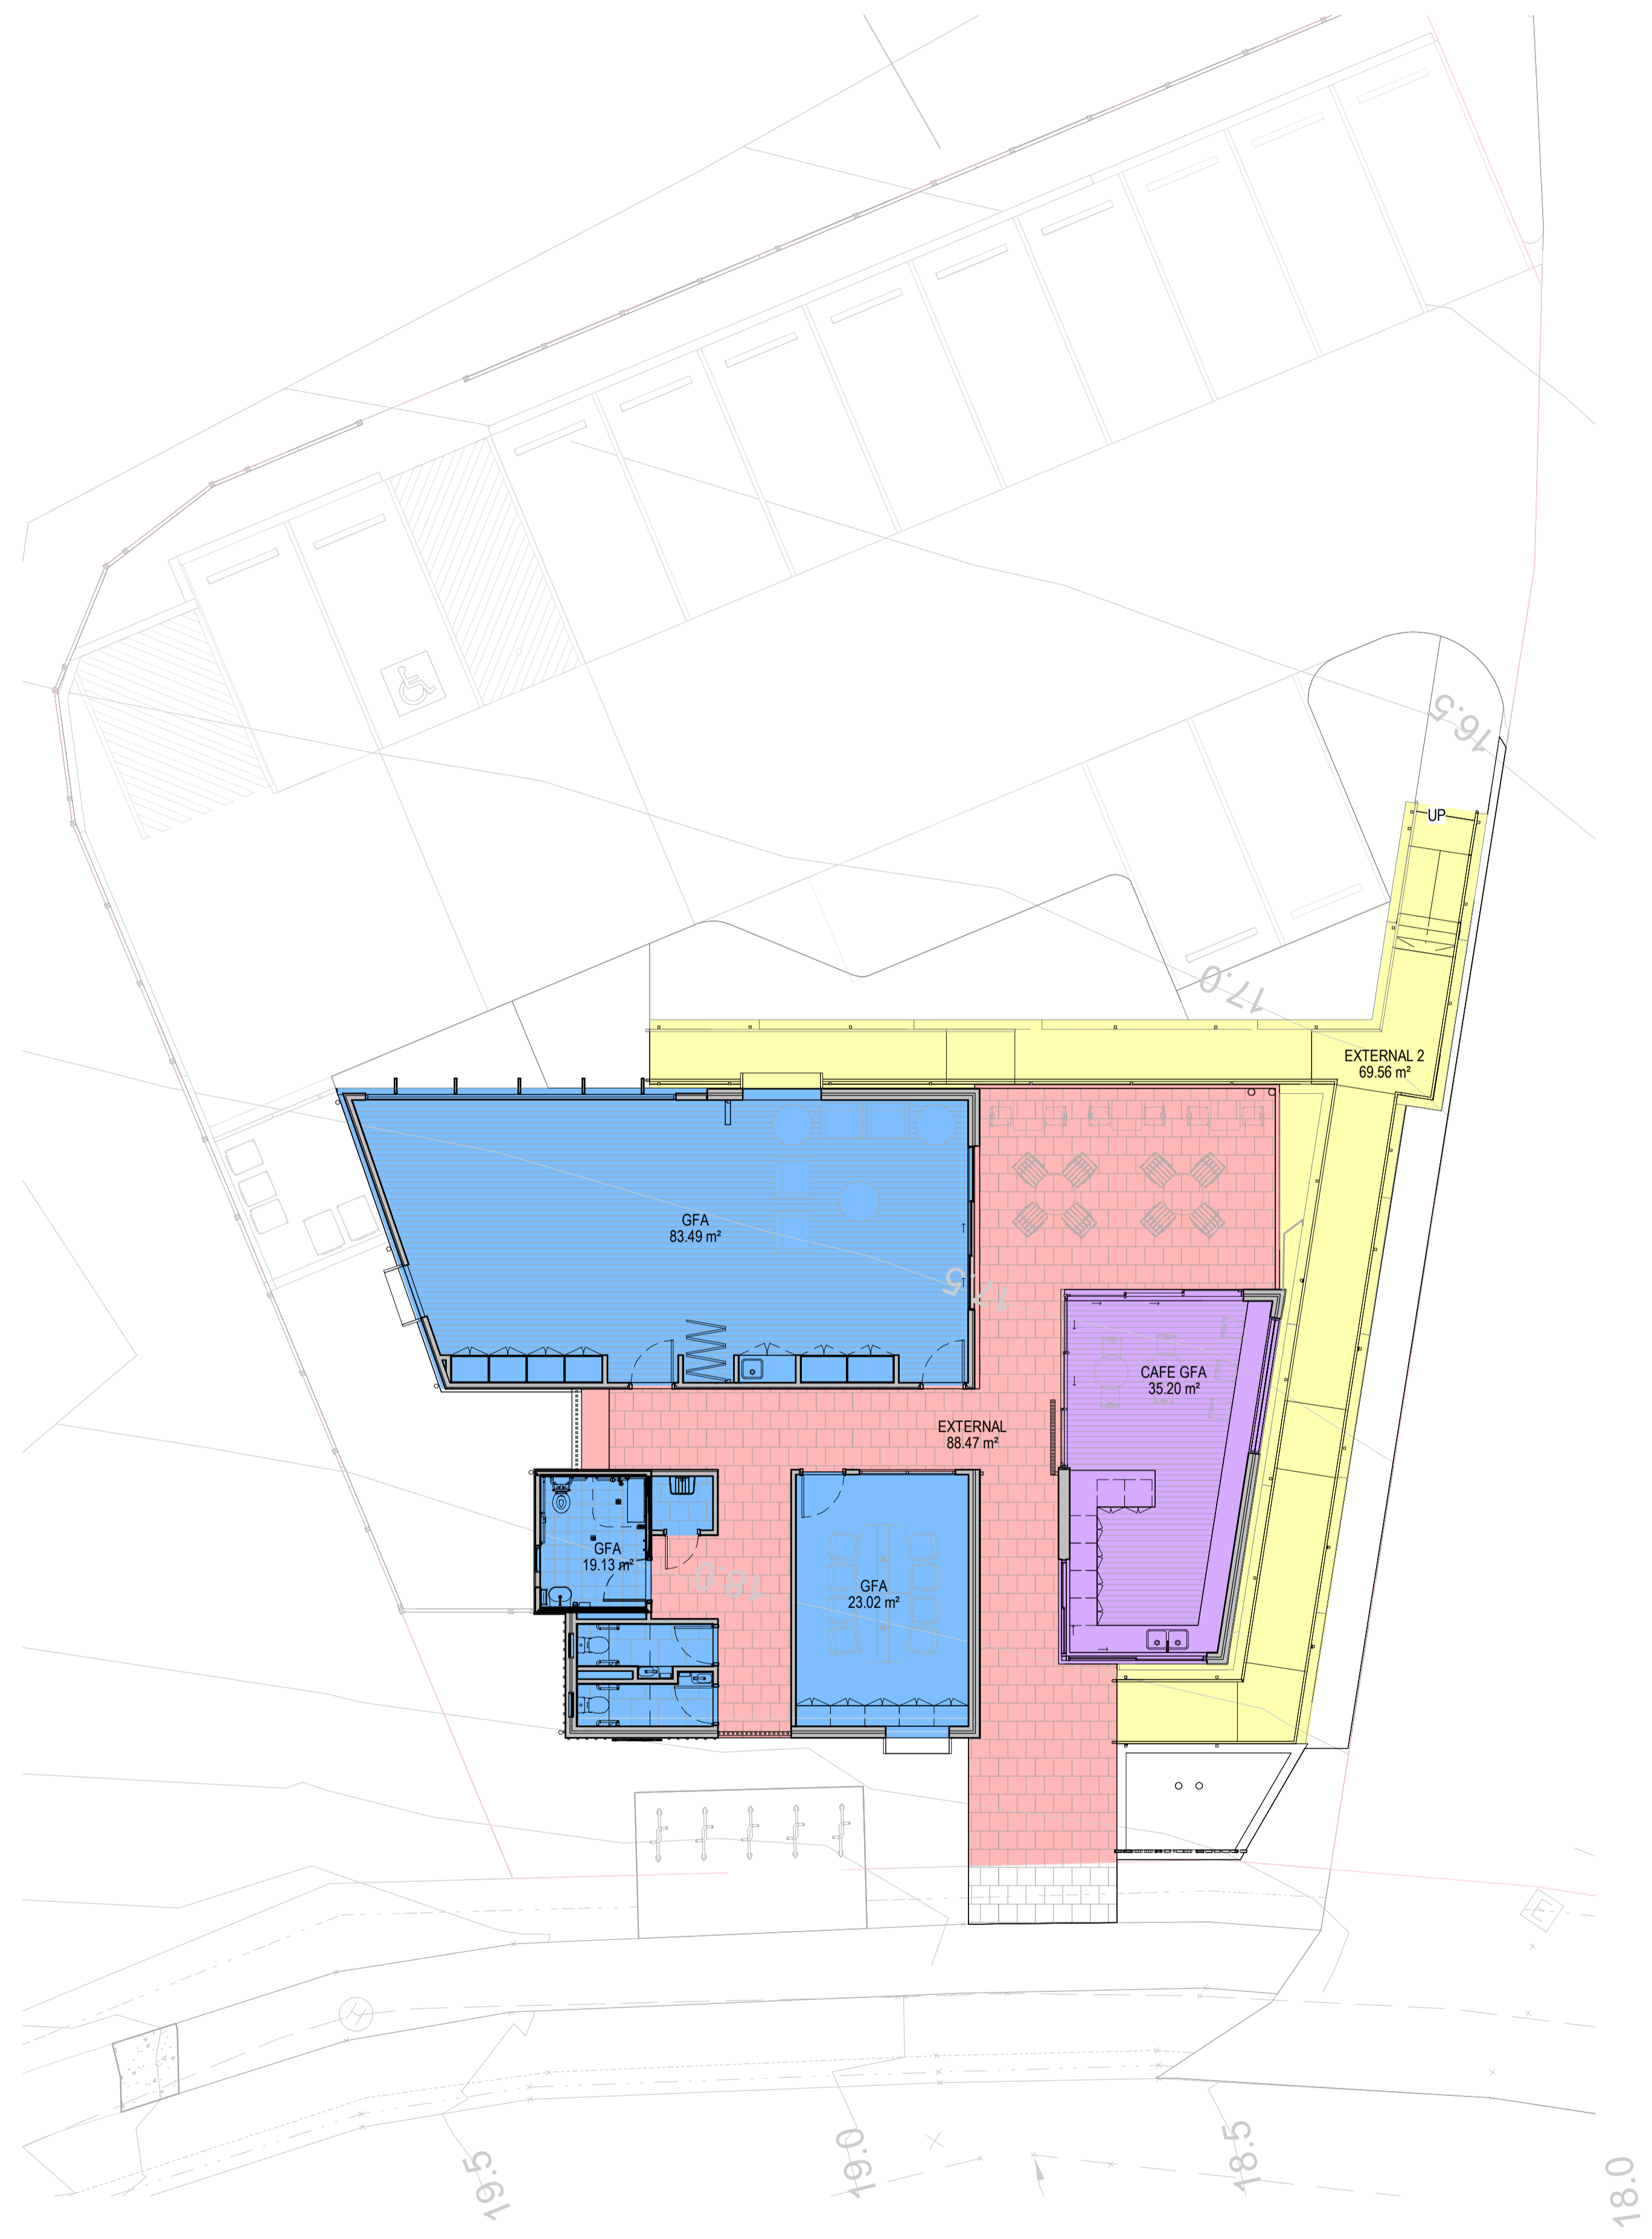 16.5
UP
17.0
EXTERNAL 2
69.56 m²
GFA
83.49 m²
17.5
CAFE GFA
35.20 m²
EXTERNAL
88.47 m²
GFA
19.13 m²
18.0
GFA
23.02 m²
E
H
19.5
19.0
18.5
18.0